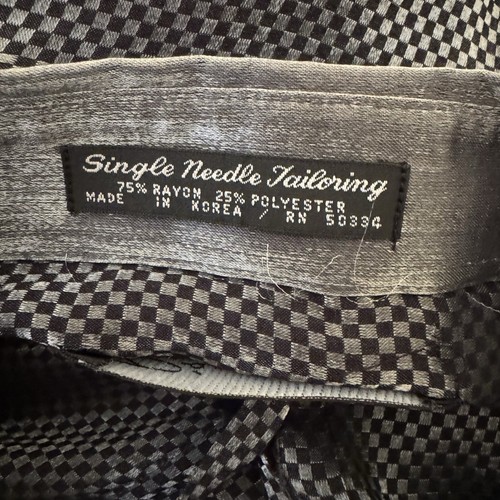 Single Needle Tailoring
75% RAYON 25% POLYESTER
MADE IN KOREA / RN 50334